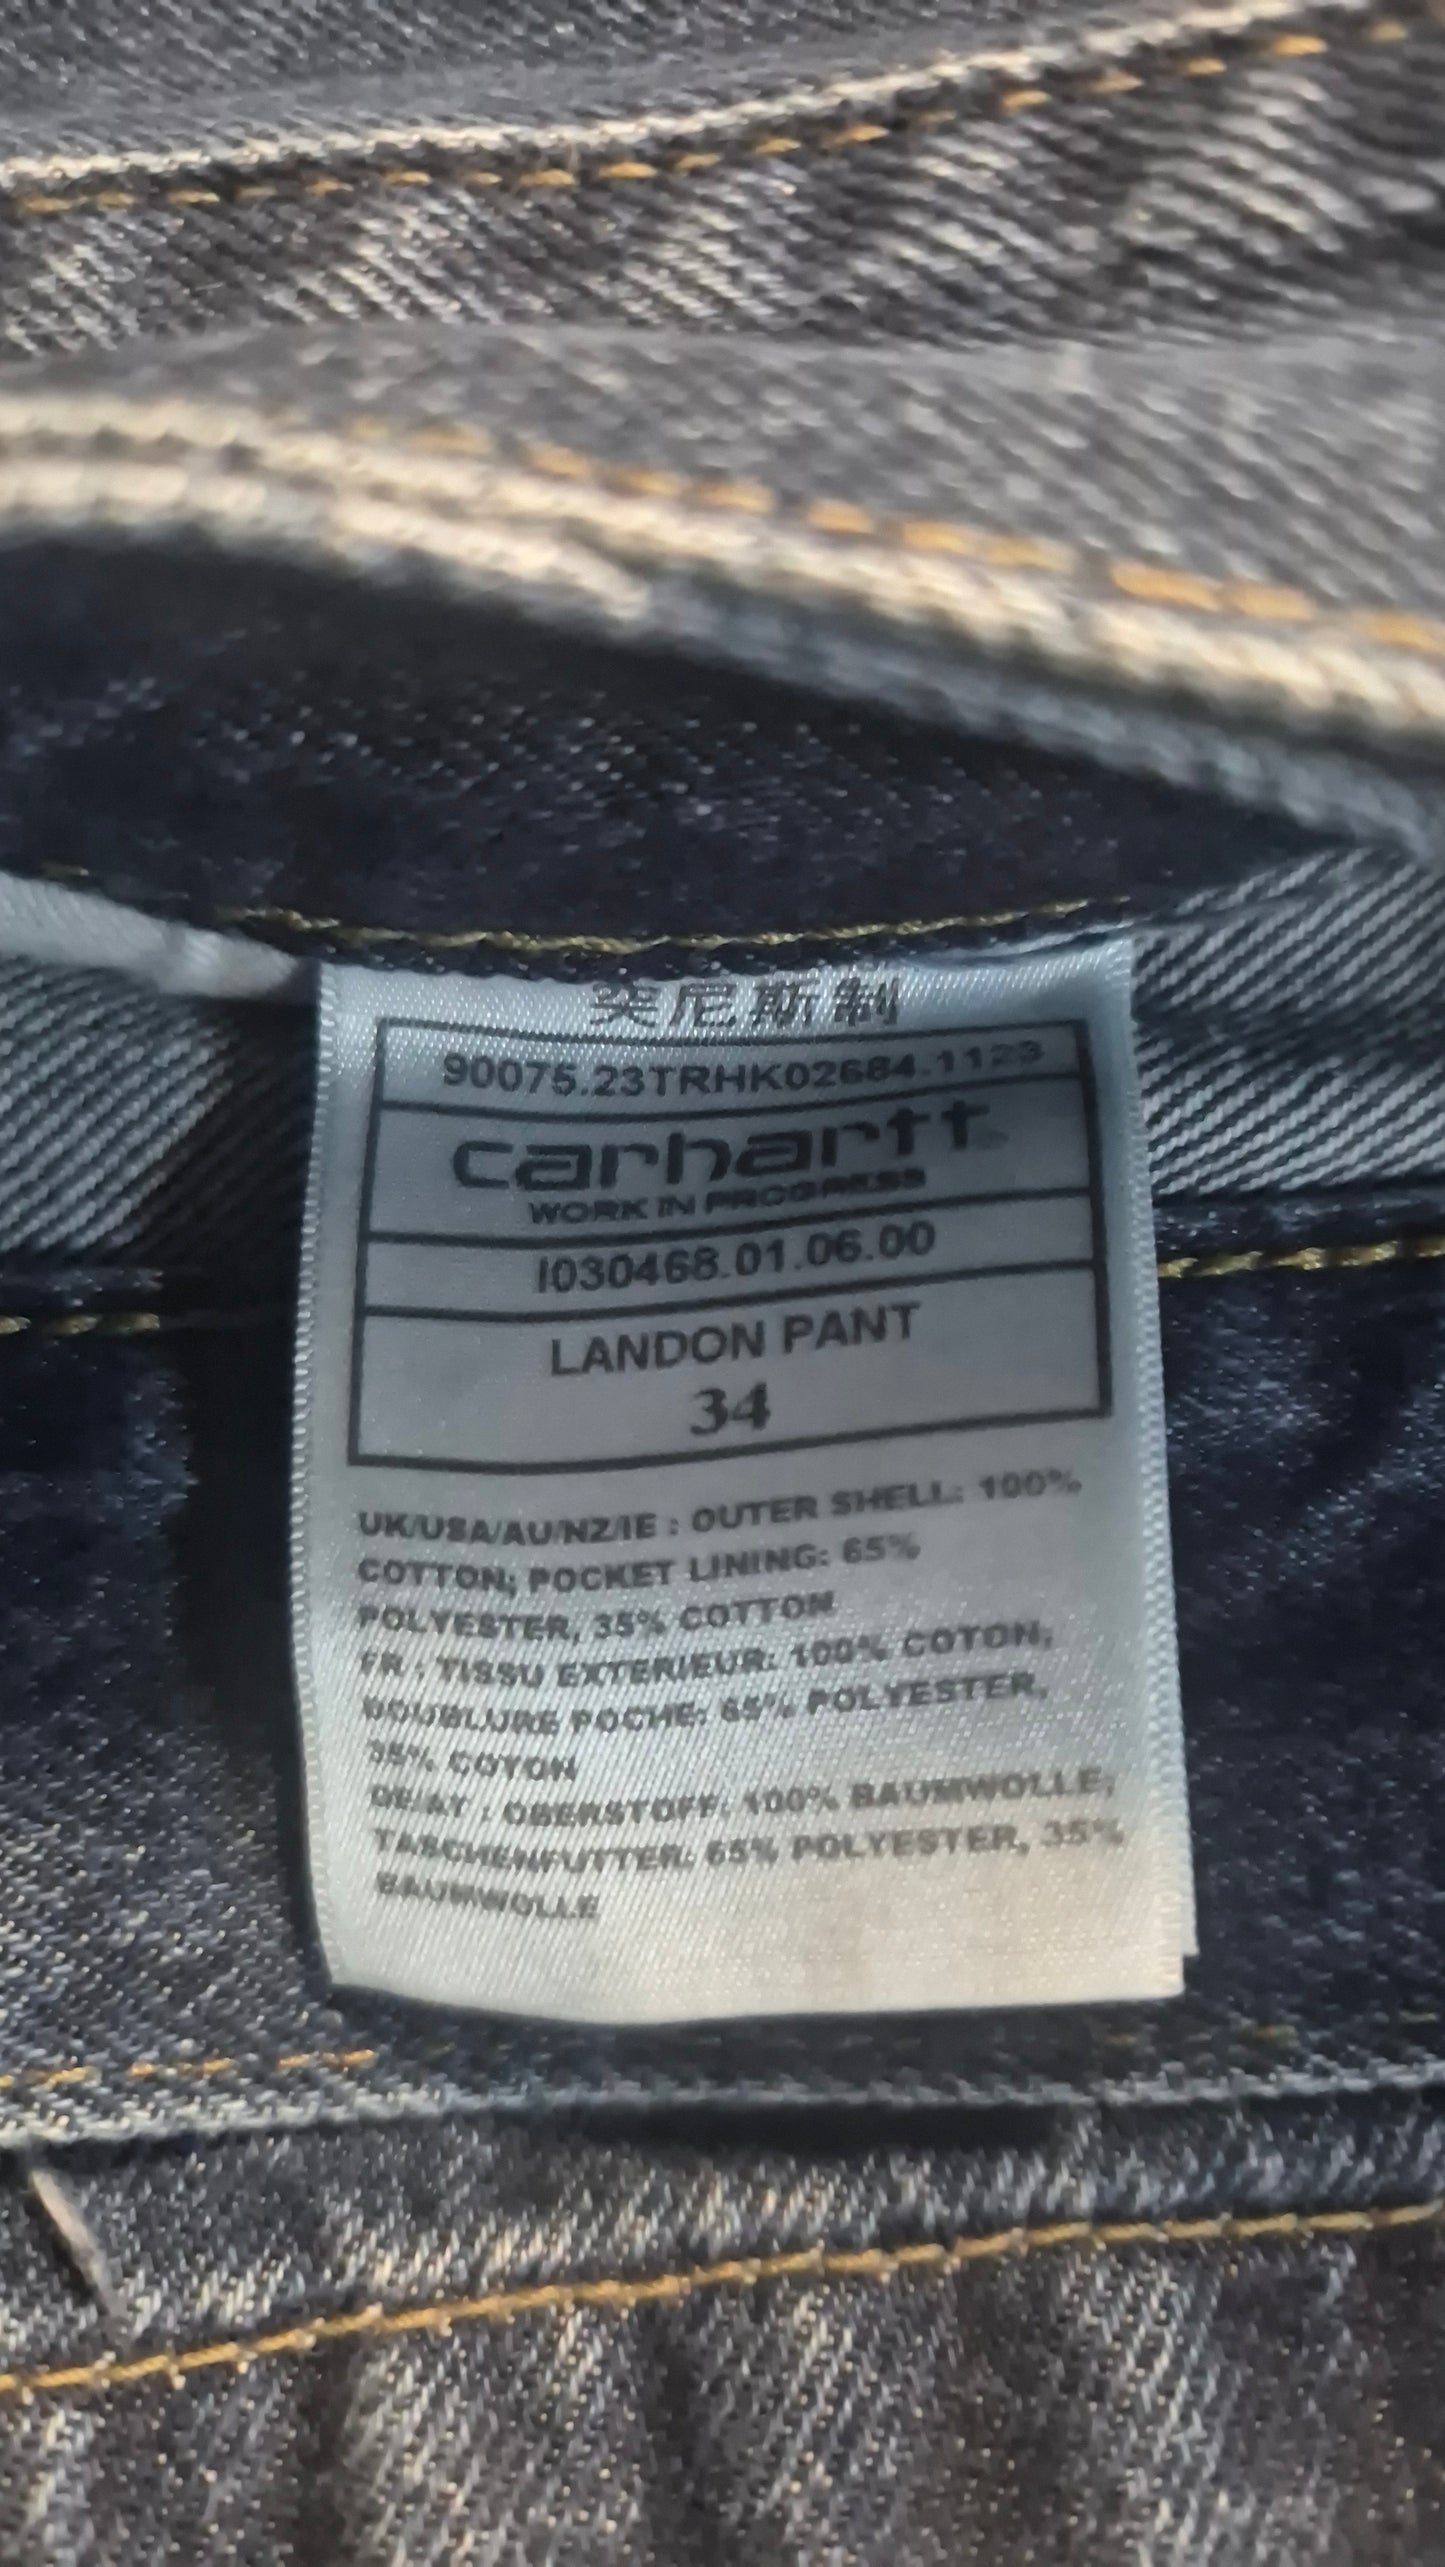 突尼斯制
90075.23TRHK02684.1123
carhartt
WORK IN PROGRESS
I030468.01.06.00
LANDON PANT
34
UK/USA/AU/NZ/IE : OUTER SHELL: 100%
COTTON; POCKET LINING: 65%
POLYESTER, 35% COTTON
FR : TISSU EXTERIEUR: 100% COTON,
DOUBLURE POCHE: 65% POLYESTER,
35% COTON
DE/AT : OBERSTOFF: 100% BAUMWOLLE,
TASCHENFUTTER: 65% POLYESTER, 35%
BAUMWOLLE